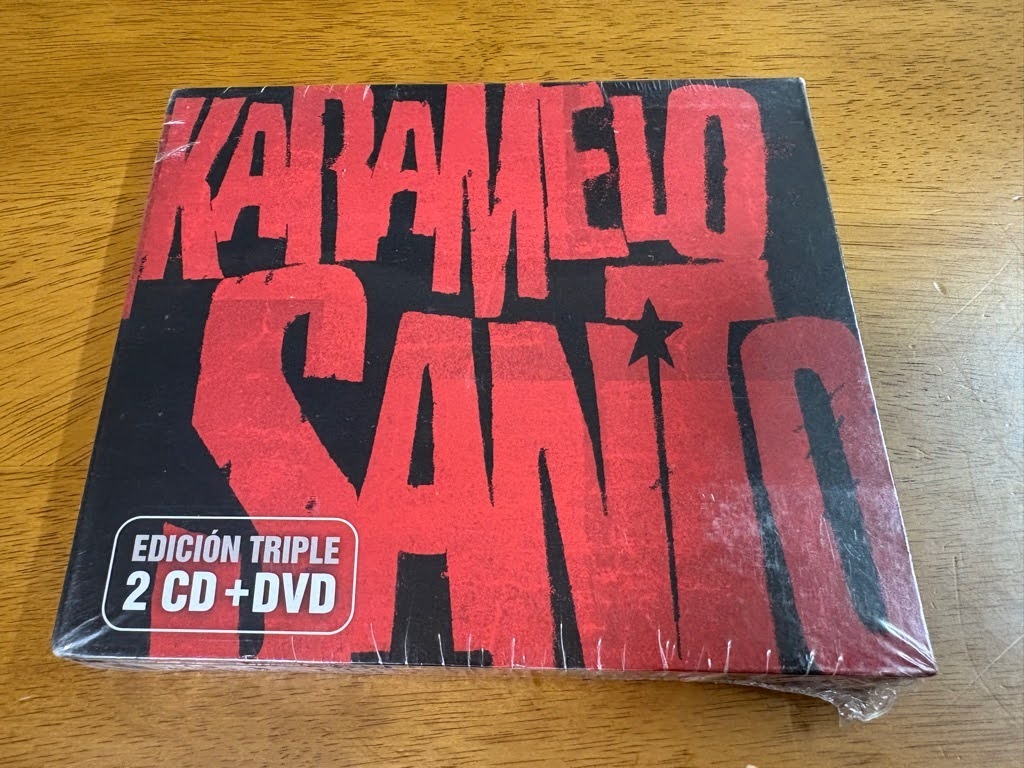 KARAMELO
SANTO
EDICIÓN TRIPLE
2 CD +DVD